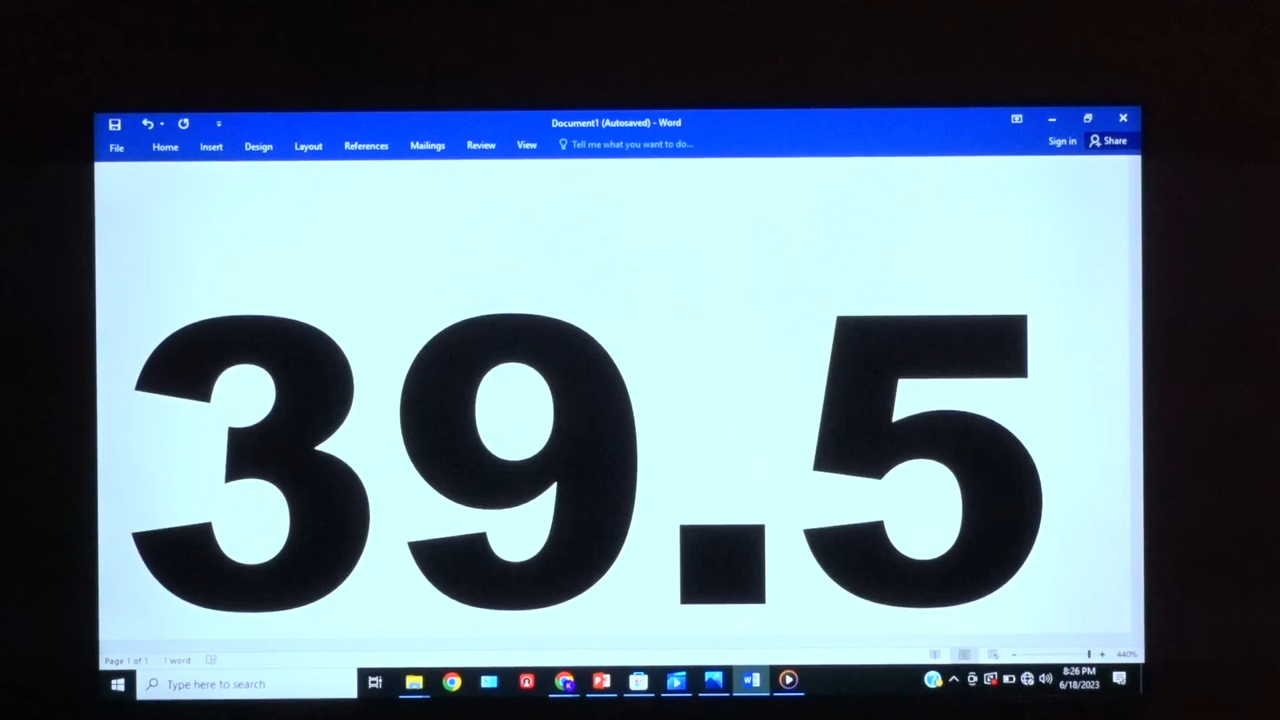 Document1 (Autosaved) - Word
File Home Insert Design Layout References Mailings Review View Tell me what you want to do... Sign in Share
39.5
Page 1 of 1 1 word 440%
Type here to search 8:26 PM
6/18/2023